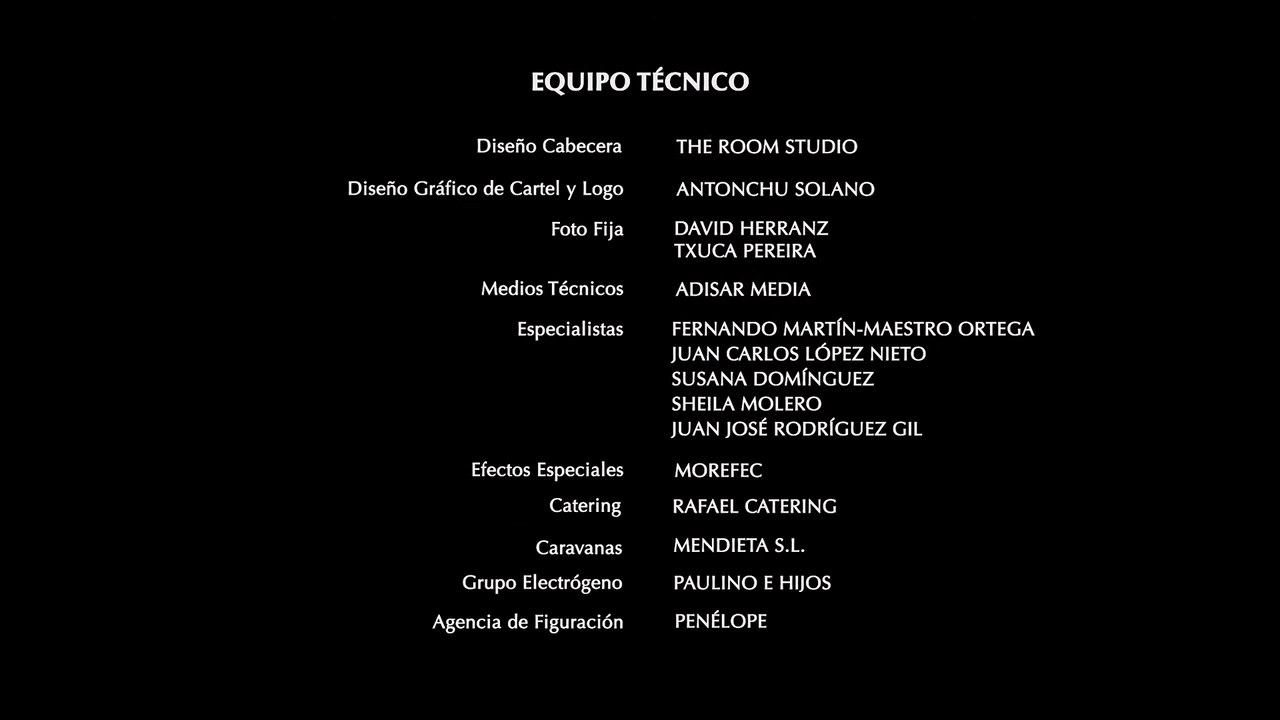 EQUIPO TÉCNICO
Diseño Cabecera THE ROOM STUDIO
Diseño Gráfico de Cartel y Logo ANTONCHU SOLANO
Foto Fija DAVID HERRANZ
TXUCA PEREIRA
Medios Técnicos ADISAR MEDIA
Especialistas FERNANDO MARTÍN-MAESTRO ORTEGA
JUAN CARLOS LÓPEZ NIETO
SUSANA DOMÍNGUEZ
SHEILA MOLERO
JUAN JOSÉ RODRÍGUEZ GIL
Efectos Especiales MOREFEC
Catering RAFAEL CATERING
Caravanas MENDIETA S.L.
Grupo Electrógeno PAULINO E HIJOS
Agencia de Figuración PENÉLOPE